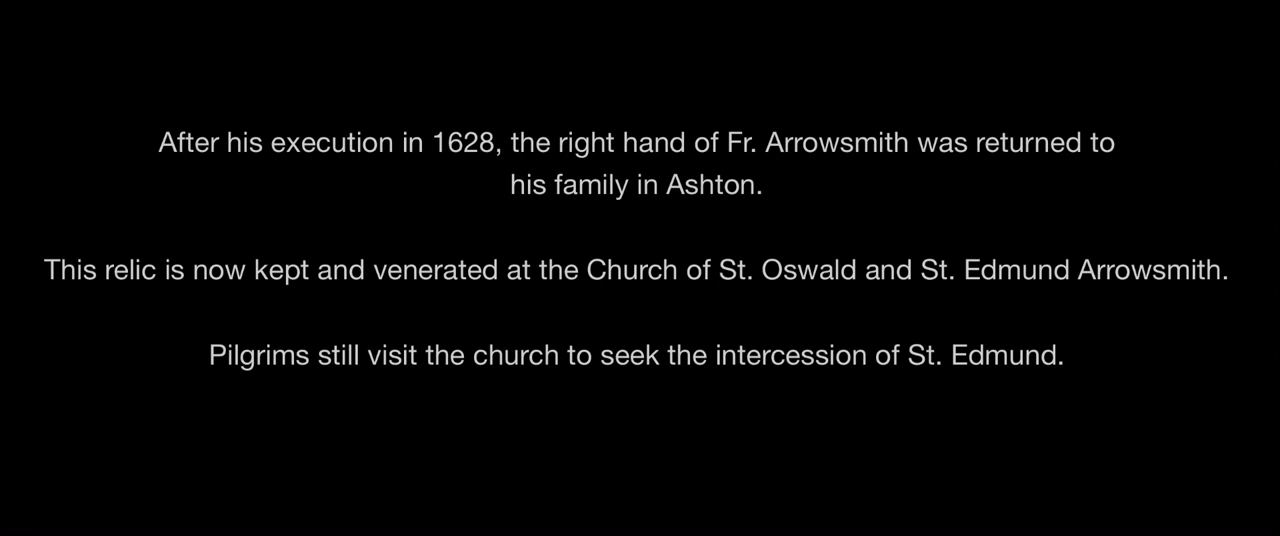 After his execution in 1628, the right hand of Fr. Arrowsmith was returned to
his family in Ashton.
This relic is now kept and venerated at the Church of St. Oswald and St. Edmund Arrowsmith.
Pilgrims still visit the church to seek the intercession of St. Edmund.